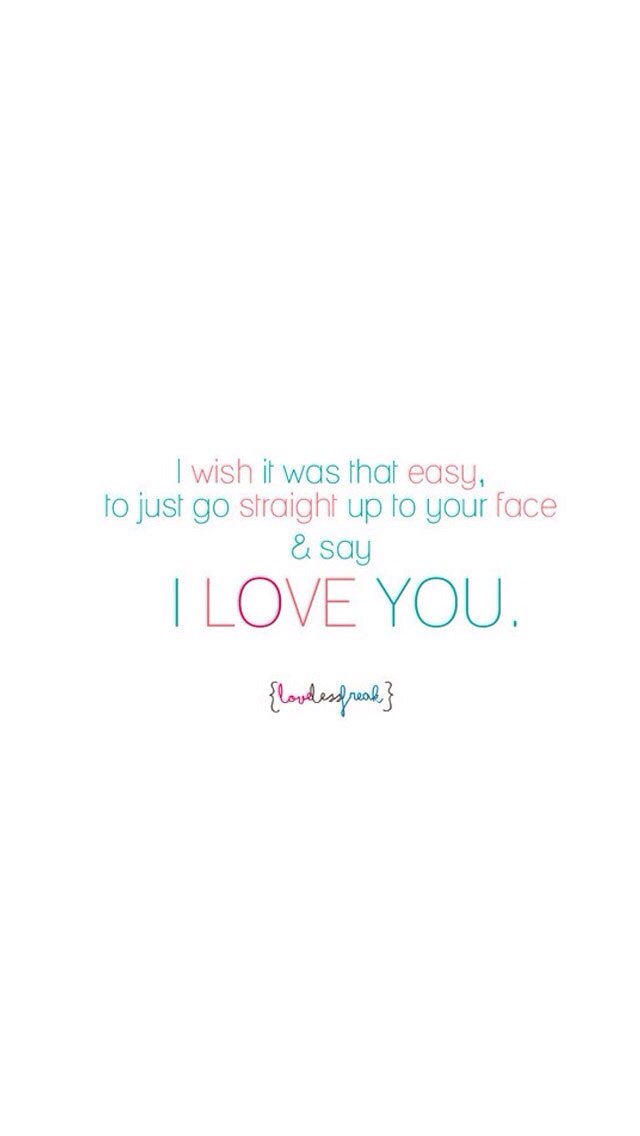 I wish it was that easy,
to just go straight up to your face
& say
I LOVE YOU.
{lovelessfreak}